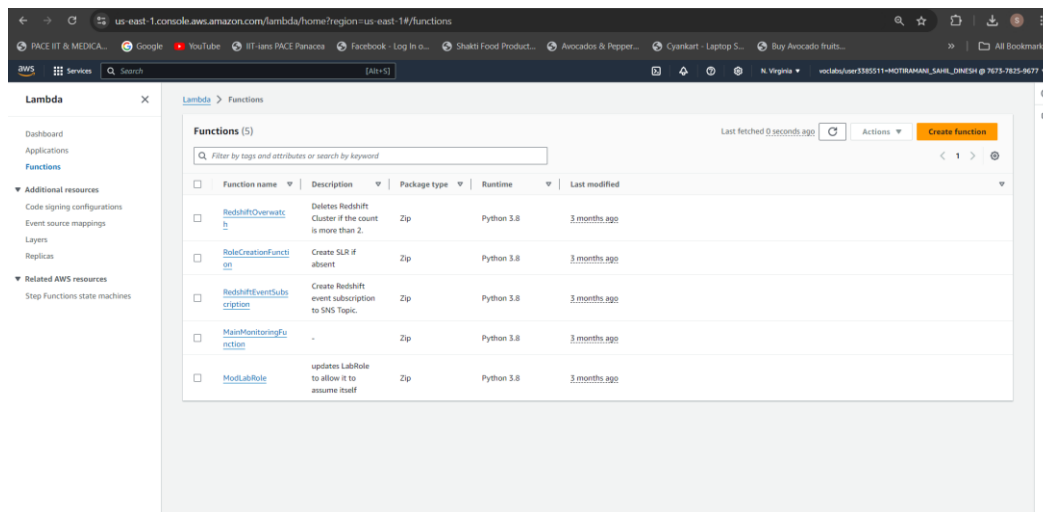 us-east-1.console.aws.amazon.com/lambda/home?region=us-east-1#/functions
PACE IIT & MEDICA... Google YouTube IIT-ians PACE Panacea Facebook - Log In o... Shakti Food Product... Avocados & Pepper... Cyankart - Laptop S... Buy Avocado fruits... » All Bookmark
aws Services Search [Alt+S] N. Virginia voclabs/user3385511=MOTIRAMANI_SAHIL_DINESH @ 7673-7825-9677
Lambda
Dashboard
Applications
Functions
Additional resources
Code signing configurations
Event source mappings
Layers
Replicas
Related AWS resources
Step Functions state machines
Lambda > Functions
Functions (5) Last fetched 0 seconds ago Actions Create function
Filter by tags and attributes or search by keyword < 1 >
Function name Description Package type Runtime Last modified
RedshiftOverwatc
h
Deletes Redshift
Cluster if the count
is more than 2.
Zip Python 3.8 3 months ago
RoleCreationFuncti
on
Create SLR if
absent
Zip Python 3.8 3 months ago
RedshiftEventSubs
cription
Create Redshift
event subscription
to SNS Topic.
Zip Python 3.8 3 months ago
MainMonitoringFu
nction
-
Zip Python 3.8 3 months ago
ModLabRole
updates LabRole
to allow it to
assume itself
Zip Python 3.8 3 months ago